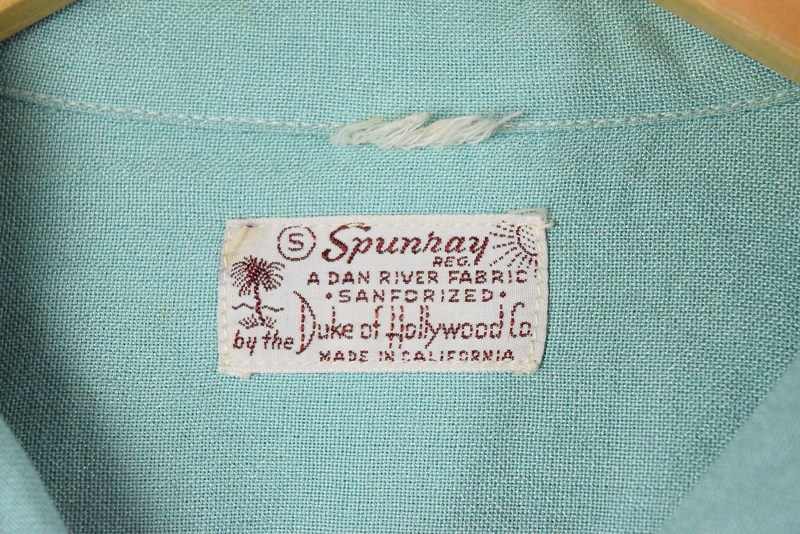 S Spunray
REG.
A DAN RIVER FABRIC
• SANFORIZED •
by the Duke of Hollywood Co.
MADE IN CALIFORNIA